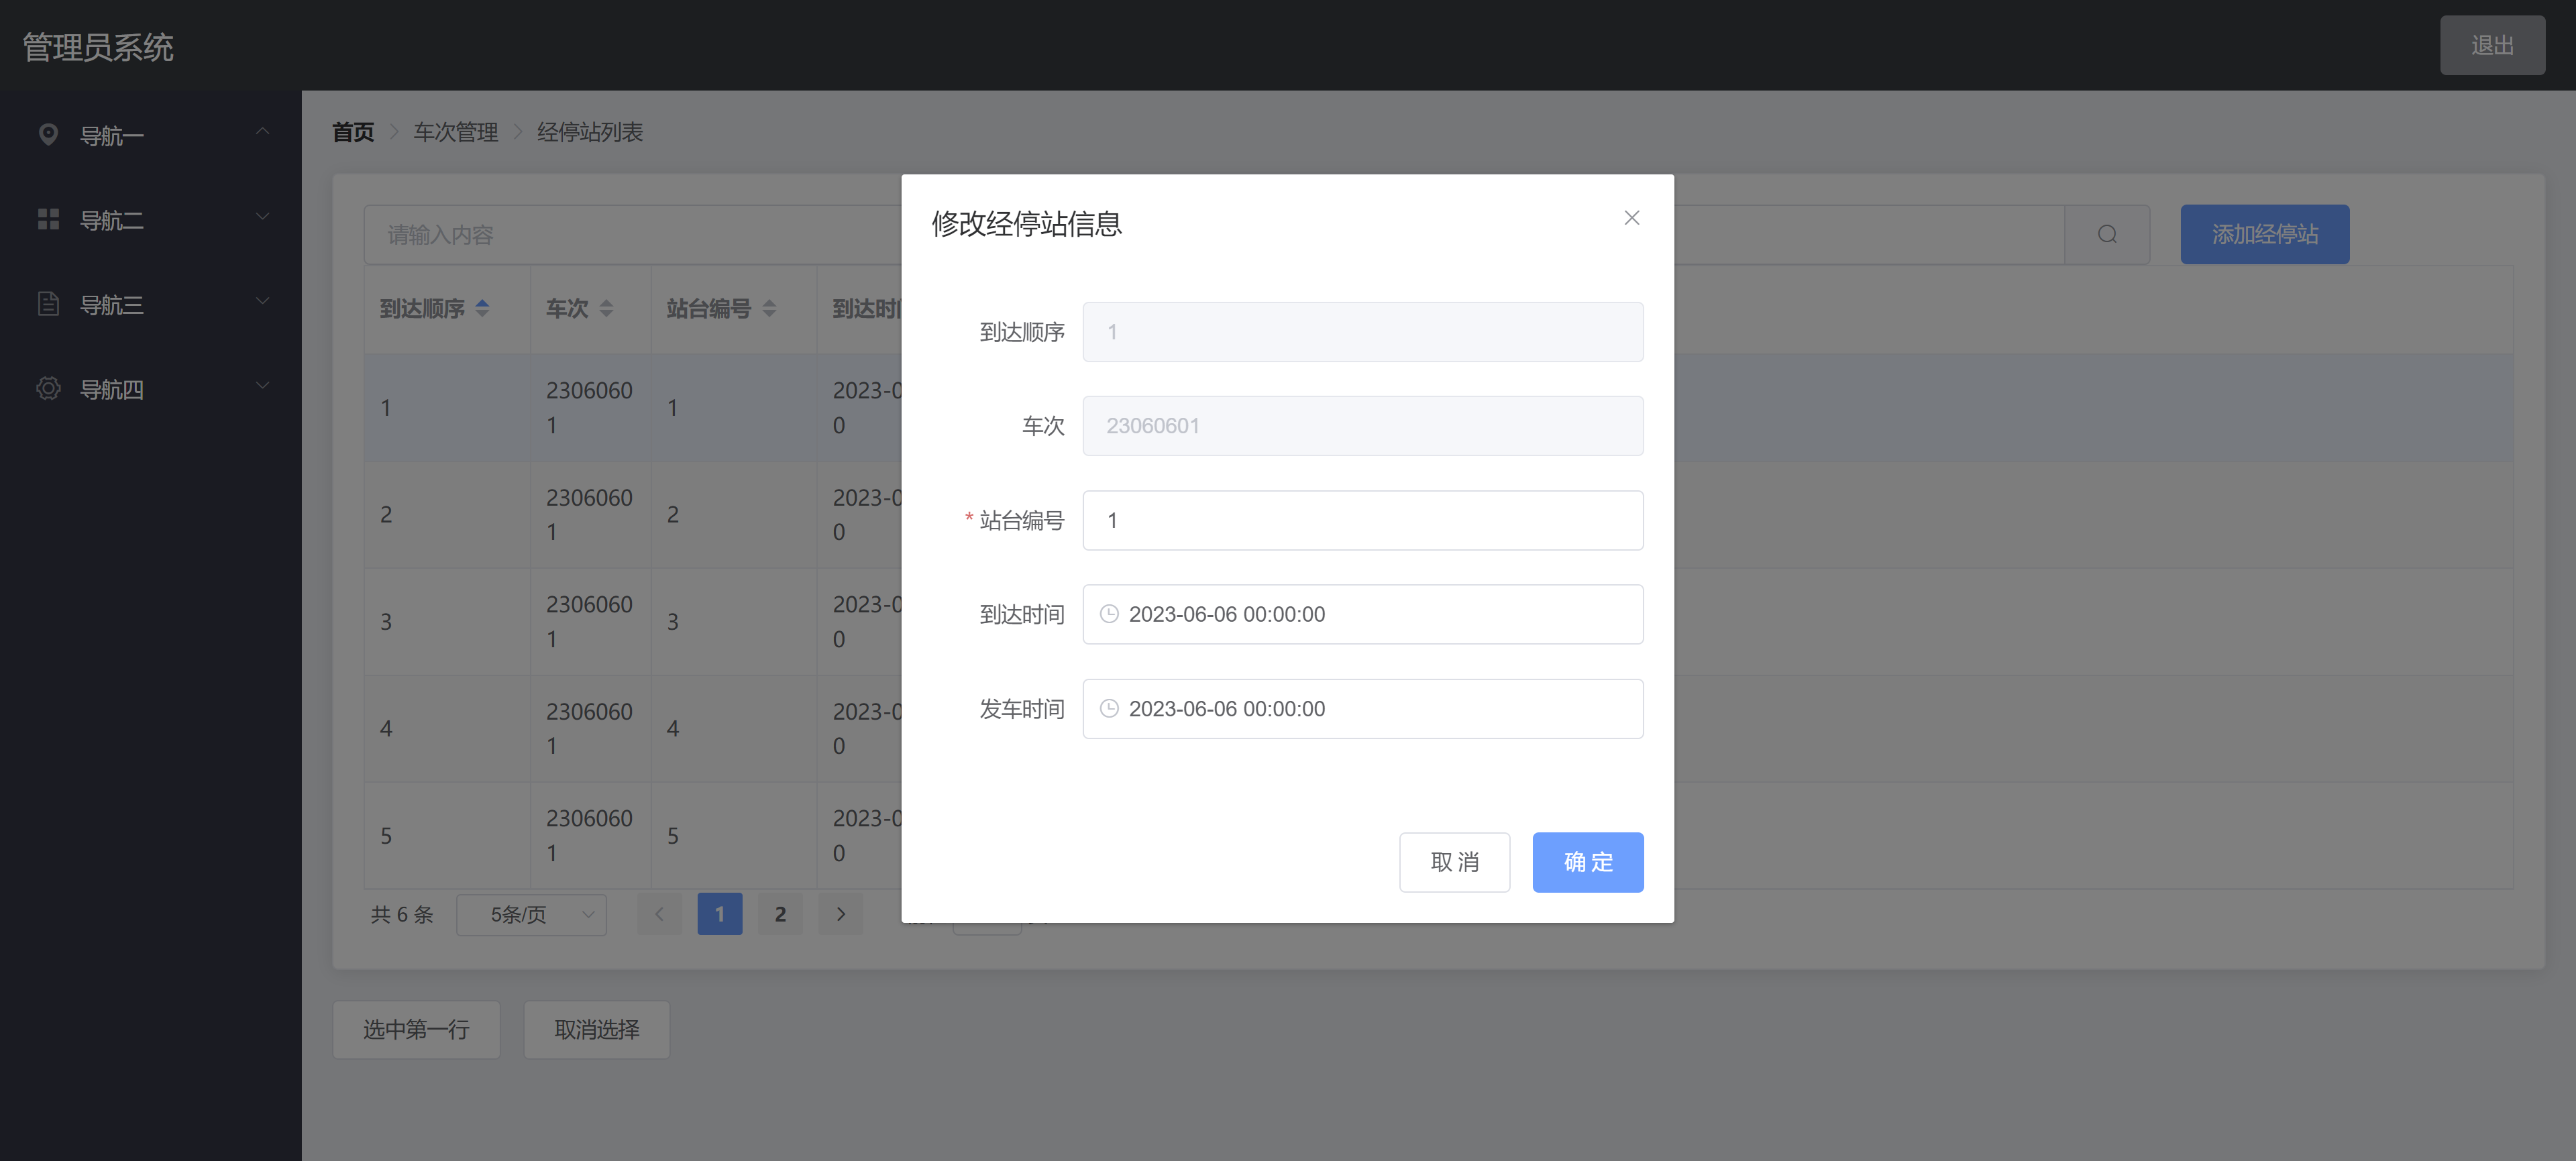 管理员系统
退出
导航一
导航二
导航三
导航四
首页 车次管理 经停站列表
请输入内容
添加经停站
到达顺序 车次 站台编号 到达时
1 23060601 1 2023-0
0
2 23060601 2 2023-0
0
3 23060601 3 2023-0
0
4 23060601 4 2023-0
0
5 23060601 5 2023-0
0
共 6 条 5条/页 1 2
选中第一行 取消选择
修改经停站信息
到达顺序 1
车次 23060601
* 站台编号 1
到达时间 2023-06-06 00:00:00
发车时间 2023-06-06 00:00:00
取 消 确 定